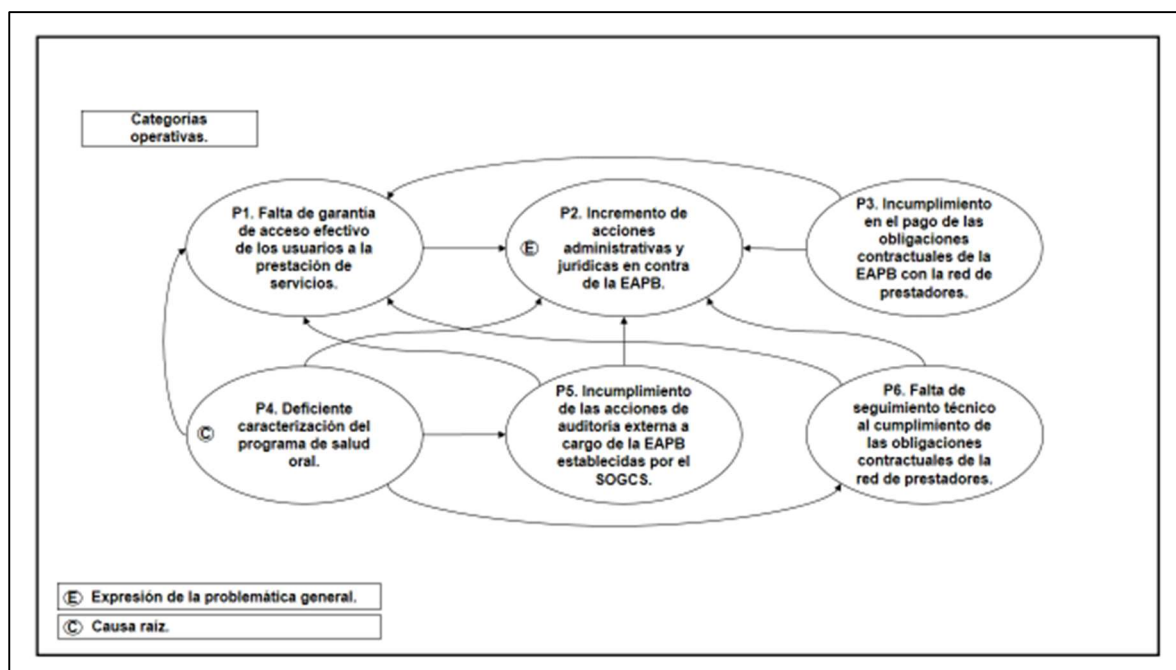 Categorías
operativas.
P1. Falta de garantía
de acceso efectivo
de los usuarios a la
prestación de
servicios.
E
P2. Incremento de
acciones
administrativas y
jurídicas en contra
de la EAPB.
P3. Incumplimiento
en el pago de las
obligaciones
contractuales de la
EAPB con la red de
prestadores.
C
P4. Deficiente
caracterización del
programa de salud
oral.
P5. Incumplimiento
de las acciones de
auditoría externa a
cargo de la EAPB
establecidas por el
SOGCS.
P6. Falta de
seguimiento técnico
al cumplimiento de
las obligaciones
contractuales de la
red de prestadores.
E Expresión de la problemática general.
C Causa raíz.